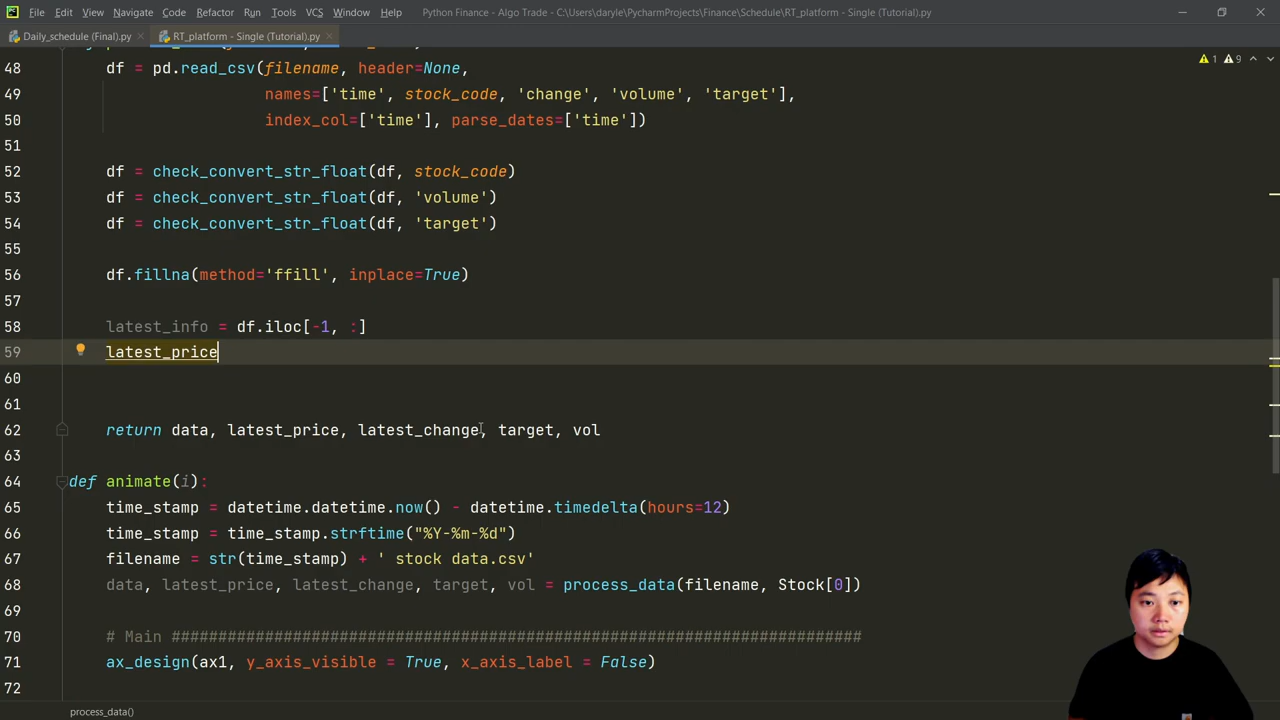 File Edit View Navigate Code Refactor Run Tools VCS Window Help Python Finance - Algo Trade - C:\Users\daryle\PycharmProjects\Finance\Schedule\RT_platform - Single (Tutorial).py
Daily_schedule (Final).py RT_platform - Single (Tutorial).py
1 9
48 df = pd.read_csv(filename, header=None,
49 names=['time', stock_code, 'change', 'volume', 'target'],
50 index_col=['time'], parse_dates=['time'])
51
52 df = check_convert_str_float(df, stock_code)
53 df = check_convert_str_float(df, 'volume')
54 df = check_convert_str_float(df, 'target')
55
56 df.fillna(method='ffill', inplace=True)
57
58 latest_info = df.iloc[-1, :]
59 latest_price
60
61
62 return data, latest_price, latest_change, target, vol
63
64 def animate(i):
65 time_stamp = datetime.datetime.now() - datetime.timedelta(hours=12)
66 time_stamp = time_stamp.strftime("%Y-%m-%d")
67 filename = str(time_stamp) + ' stock data.csv'
68 data, latest_price, latest_change, target, vol = process_data(filename, Stock[0])
69
70 # Main ##########################################################################
71 ax_design(ax1, y_axis_visible = True, x_axis_label = False)
72
process_data()